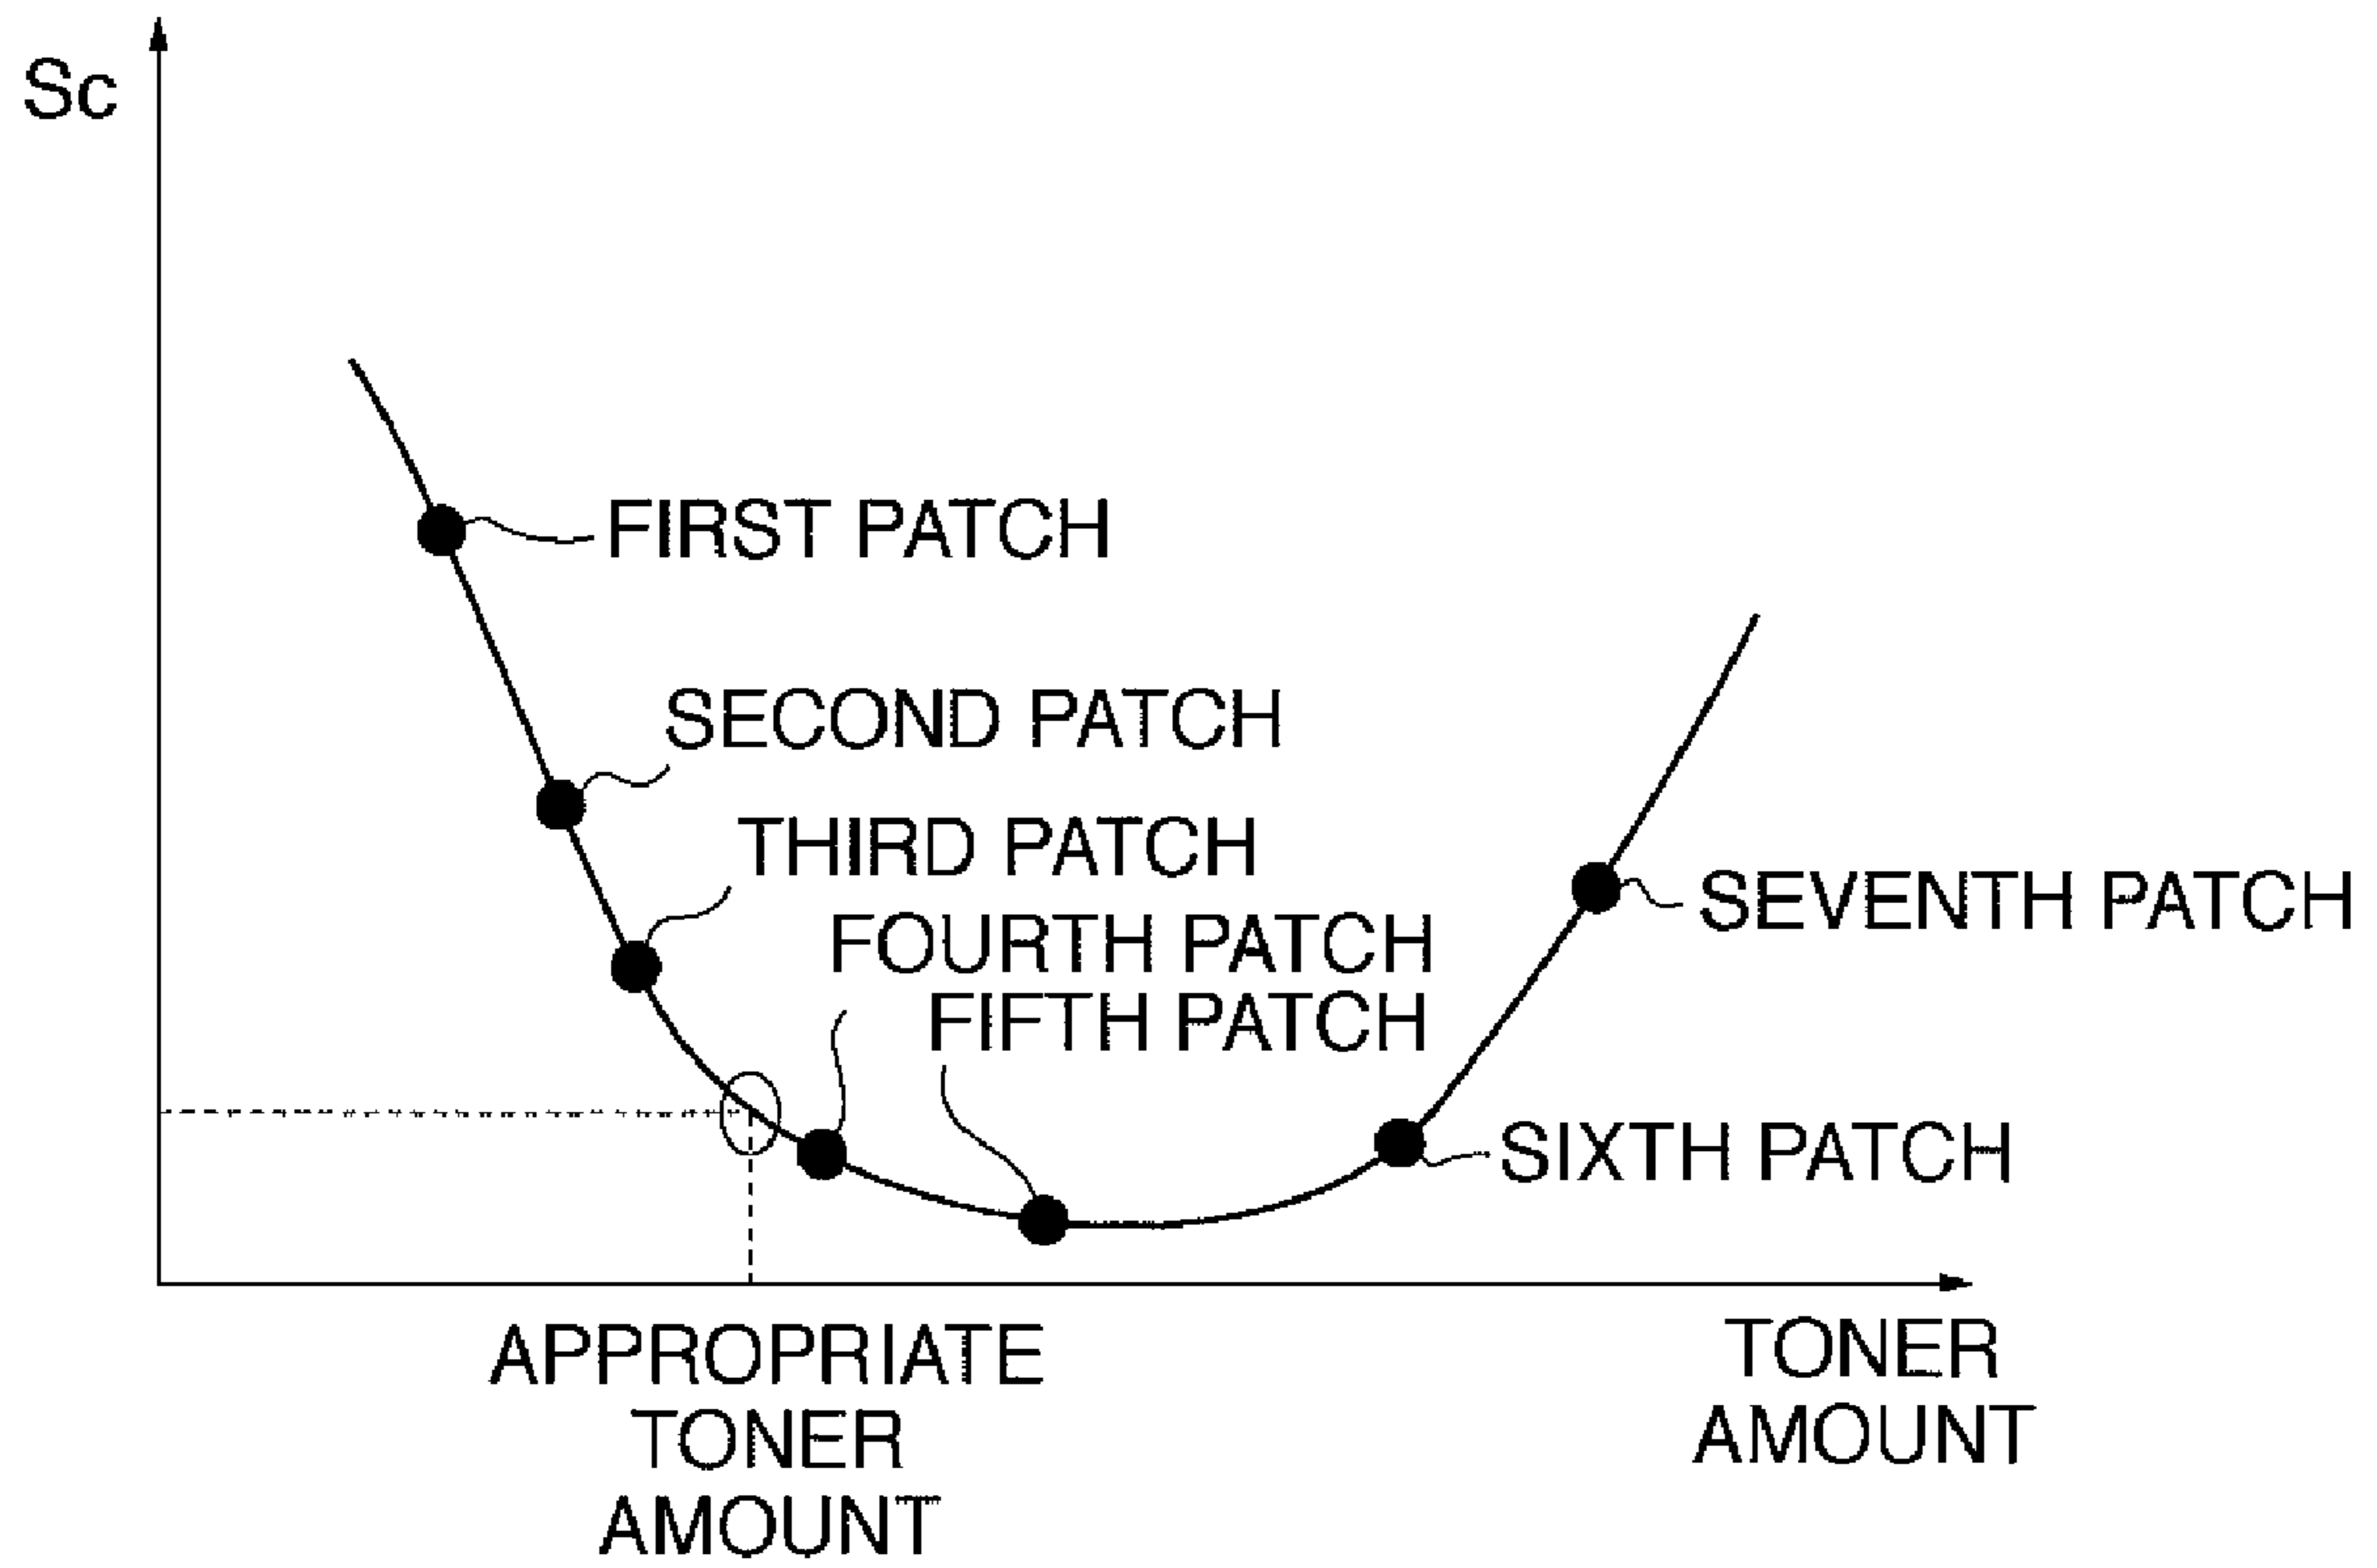 Sc
FIRST PATCH
SECOND PATCH
THIRD PATCH
FOURTH PATCH
FIFTH PATCH
SEVENTH PATCH
SIXTH PATCH
APPROPRIATE
TONER
AMOUNT
TONER
AMOUNT